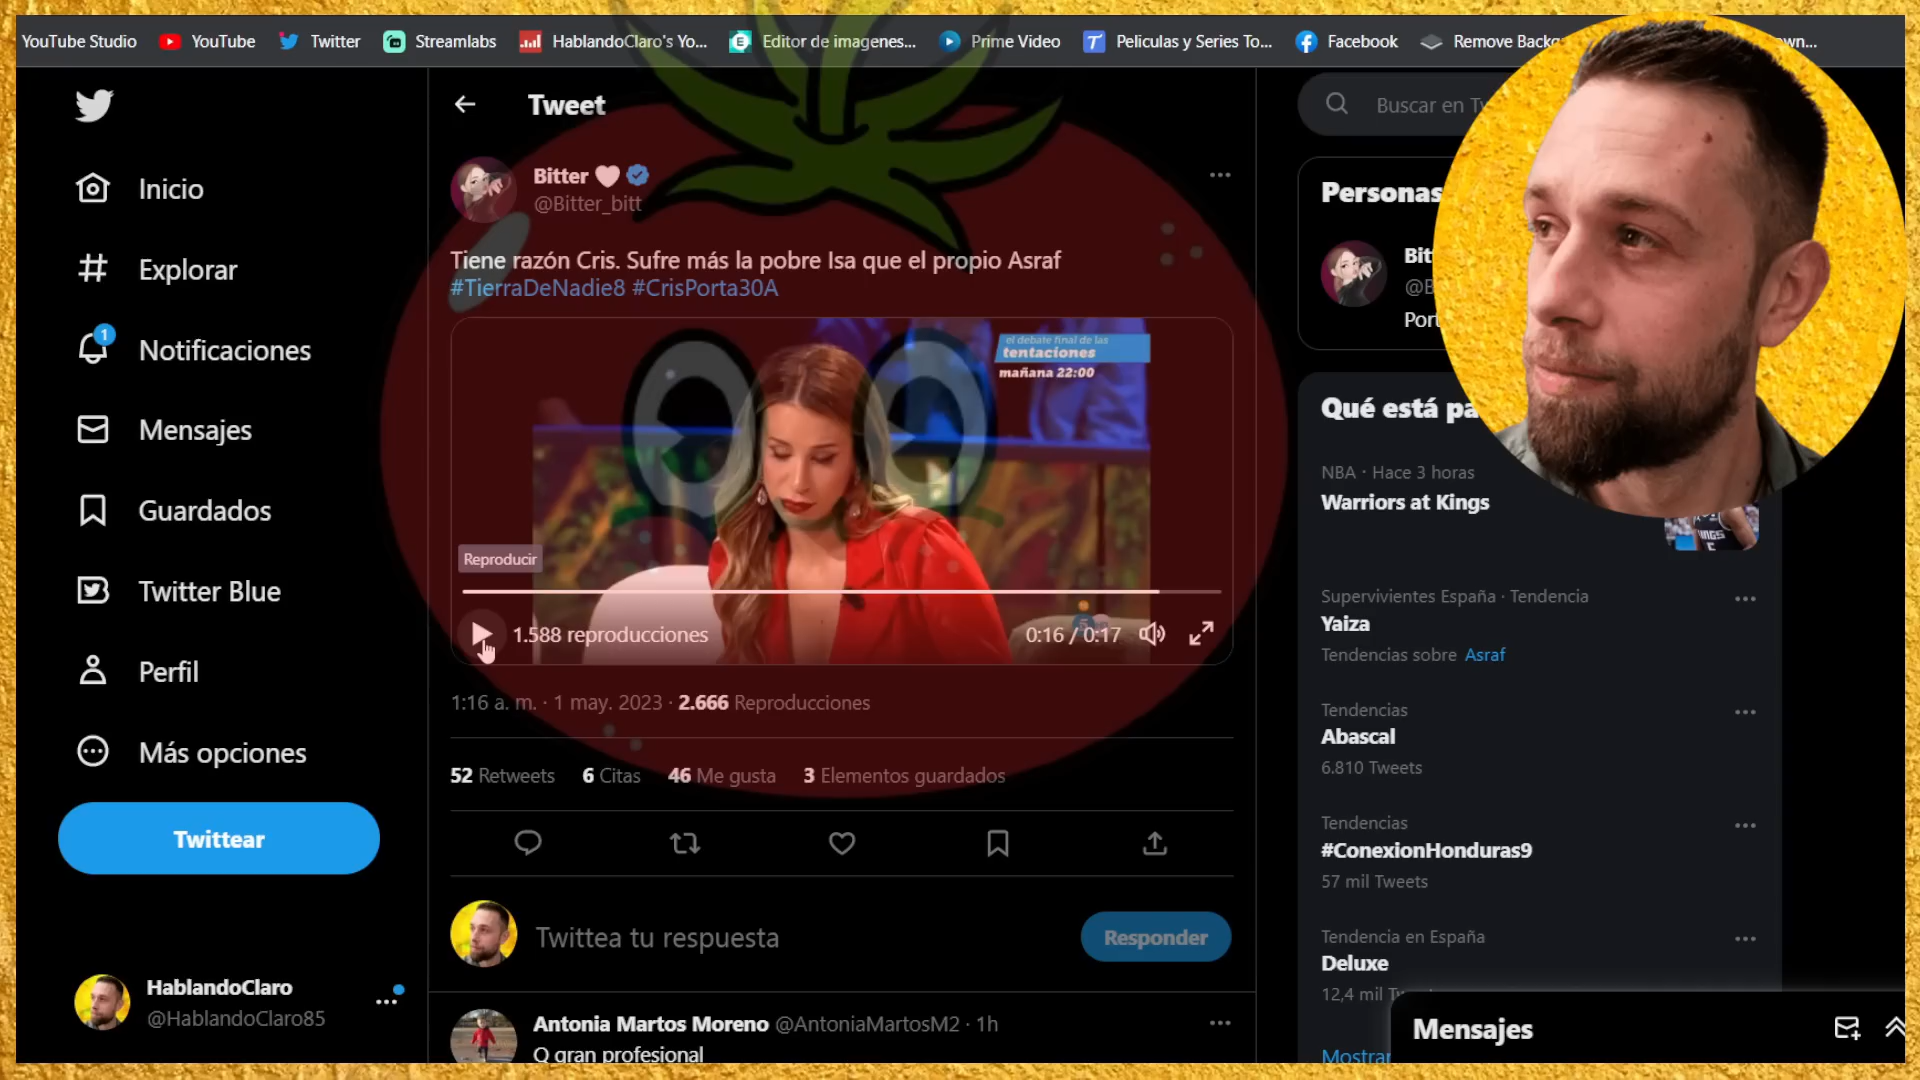 YouTube Studio
YouTube
Twitter
Streamlabs
HablandoClaro's Yo...
Editor de imagenes...
Prime Video
Peliculas y Series To...
Facebook
Remove
Inicio
Explorar
1
Notificaciones
Mensajes
Guardados
Twitter Blue
Perfil
Más opciones
Twittear
HablandoClaro
@HablandoClaro85
Tweet
Bitter
@Bitter_bitt
Tiene razón Cris. Sufre más la pobre Isa que el propio Asraf
#TierraDeNadie8 #CrisPorta30A
el debate final de las
tentaciones
mañana 22:00
Reproducir
1.588 reproducciones
0:16 / 0:17
1:16 a. m. · 1 may. 2023 · 2.666 Reproducciones
52 Retweets 6 Citas 46 Me gusta 3 Elementos guardados
Twittea tu respuesta
Responder
Antonia Martos Moreno @AntoniaMartosM2 · 1h
Q gran profesional
Buscar en
Personas
Qué está
NBA · Hace 3 horas
Warriors at Kings
Supervivientes España · Tendencia
Yaiza
Tendencias sobre Asraf
Tendencias
Abascal
6.810 Tweets
Tendencias
#ConexionHonduras9
57 mil Tweets
Tendencia en España
Deluxe
12,4 mil
Mostrar
Mensajes